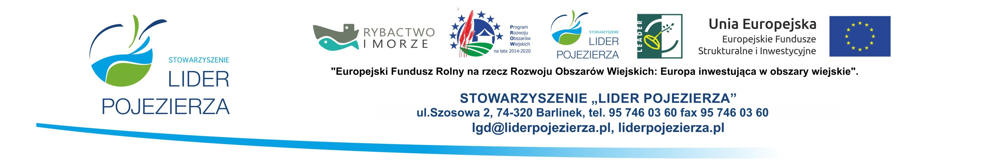 STOWARZYSZENIE
LIDER
POJEZIERZA
RYBACTWO
I MORZE
Program
Rozwoju
Obszarów
Wiejskich
na lata 2014-2020
STOWARZYSZENIE
LIDER
POJEZIERZA
LEADER
Unia Europejska
Europejskie Fundusze
Strukturalne i Inwestycyjne
"Europejski Fundusz Rolny na rzecz Rozwoju Obszarów Wiejskich: Europa inwestująca w obszary wiejskie".
STOWARZYSZENIE „LIDER POJEZIERZA”
ul.Szosowa 2, 74-320 Barlinek, tel. 95 746 03 60 fax 95 746 03 60
lgd@liderpojezierza.pl, liderpojezierza.pl